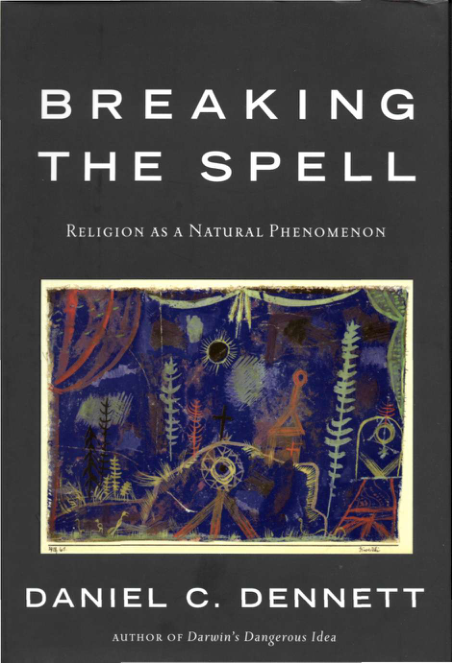 BREAKING
THE SPELL
RELIGION AS A NATURAL PHENOMENON
DANIEL C. DENNETT
AUTHOR OF Darwin's Dangerous Idea